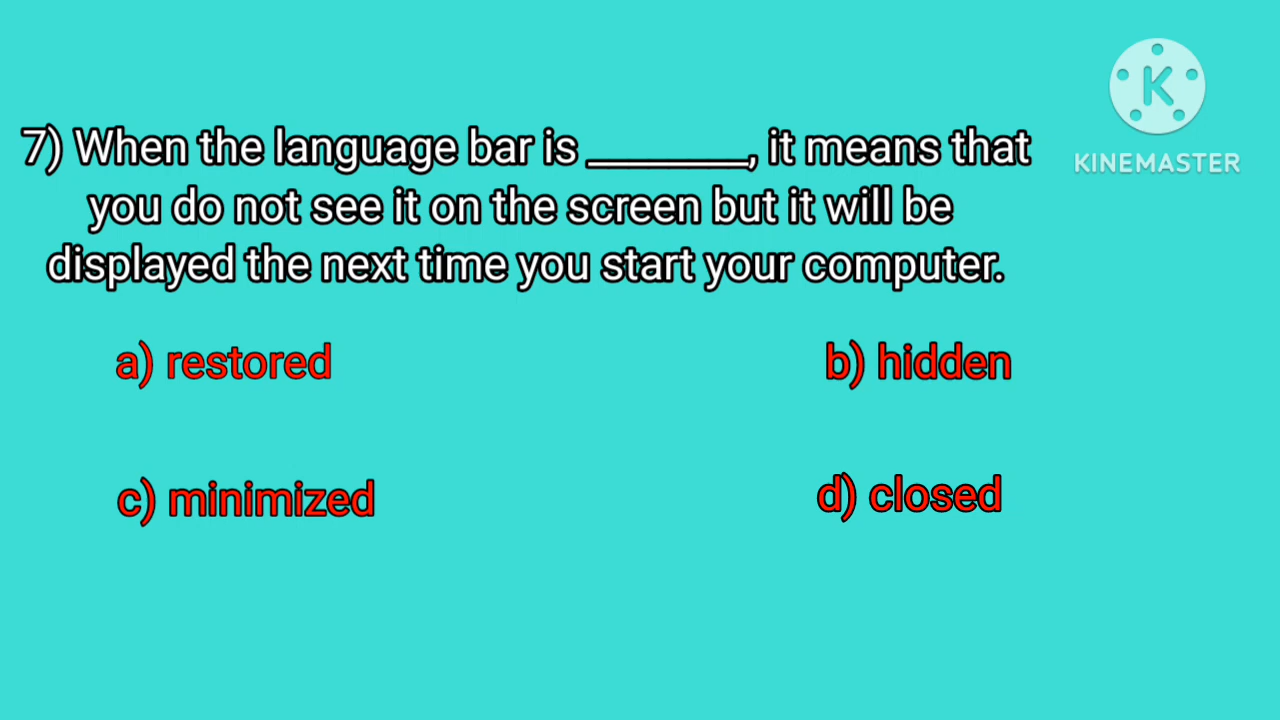 7) When the language bar is ________, it means that
you do not see it on the screen but it will be
displayed the next time you start your computer.
a) restored
b) hidden
c) minimized
d) closed
K
KINEMASTER